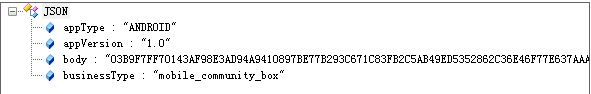 JSON
appType : "ANDROID"
appVersion : "1.0"
body : "03B9F7FF70143AF98E3AD94A9410897BE77B293C671C83FB2C5AB49ED5352862C36E46F77E637AAA
businessType : "mobile_community_box"